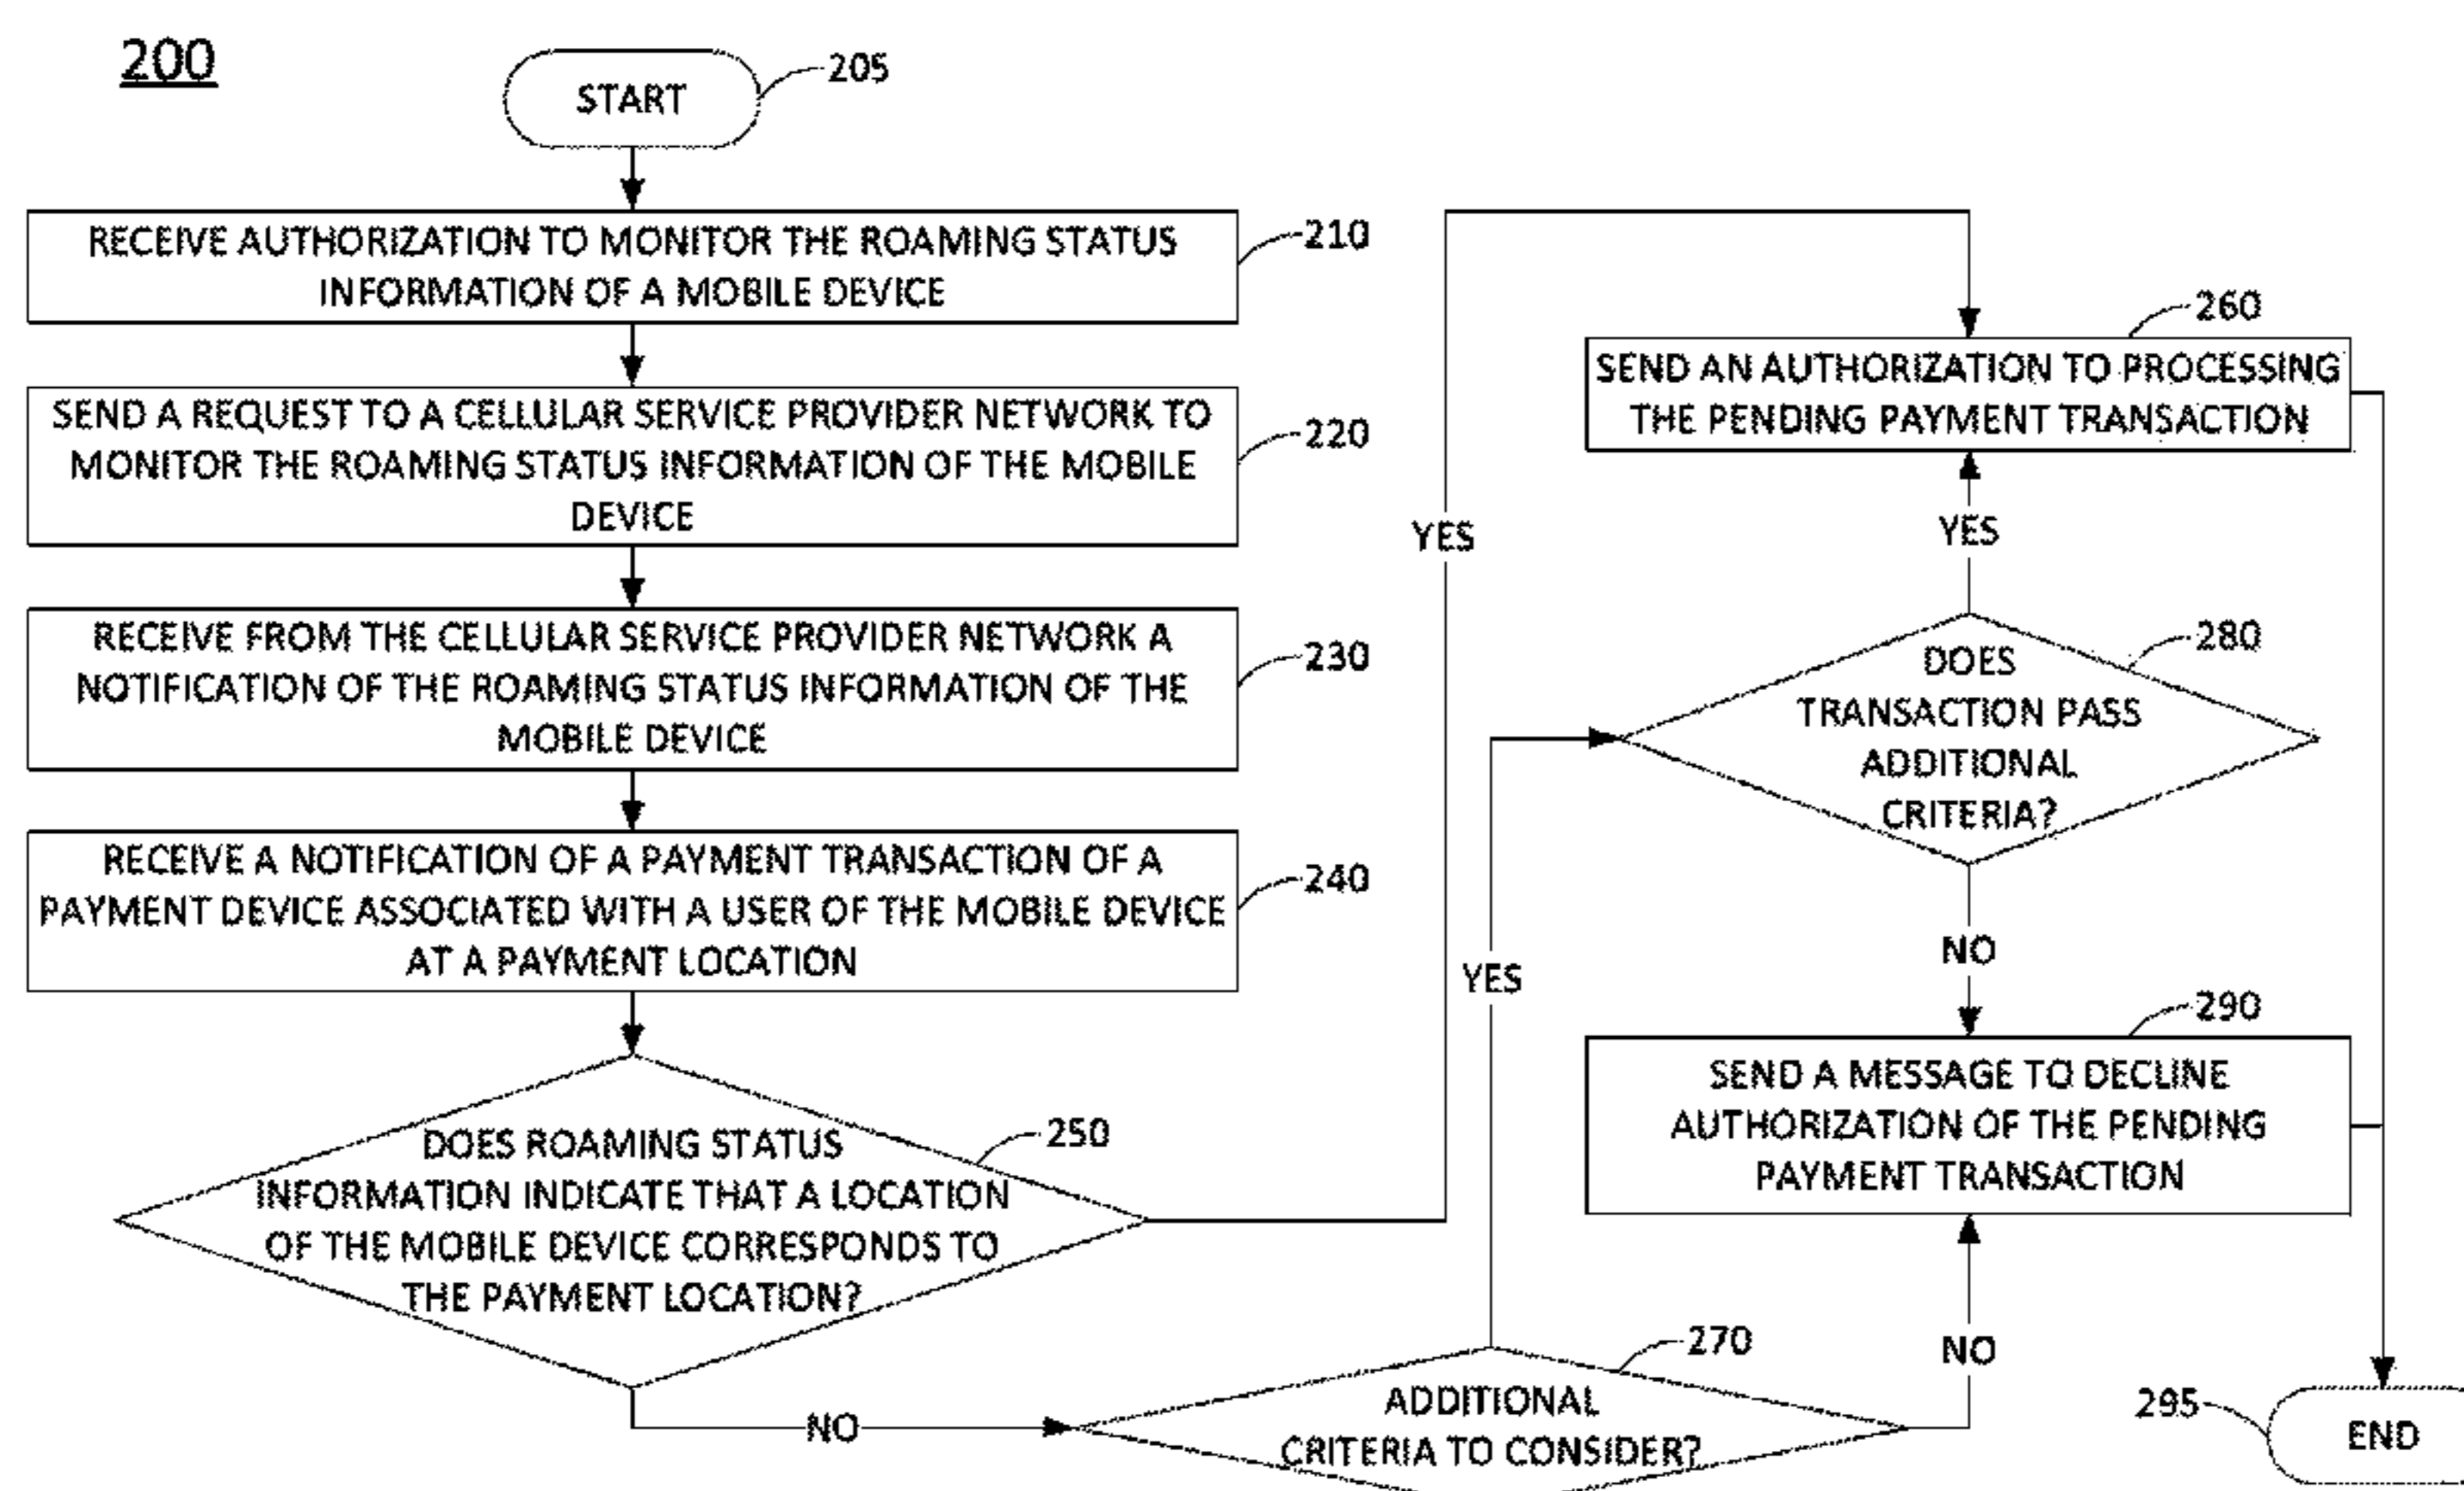 200
START
205
RECEIVE AUTHORIZATION TO MONITOR THE ROAMING STATUS
INFORMATION OF A MOBILE DEVICE
210
SEND A REQUEST TO A CELLULAR SERVICE PROVIDER NETWORK TO
MONITOR THE ROAMING STATUS INFORMATION OF THE MOBILE
DEVICE
220
RECEIVE FROM THE CELLULAR SERVICE PROVIDER NETWORK A
NOTIFICATION OF THE ROAMING STATUS INFORMATION OF THE
MOBILE DEVICE
230
RECEIVE A NOTIFICATION OF A PAYMENT TRANSACTION OF A
PAYMENT DEVICE ASSOCIATED WITH A USER OF THE MOBILE DEVICE
AT A PAYMENT LOCATION
240
DOES ROAMING STATUS
INFORMATION INDICATE THAT A LOCATION
OF THE MOBILE DEVICE CORRESPONDS TO
THE PAYMENT LOCATION?
250
YES
NO
SEND AN AUTHORIZATION TO PROCESSING
THE PENDING PAYMENT TRANSACTION
260
YES
DOES
TRANSACTION PASS
ADDITIONAL
CRITERIA?
280
NO
YES
SEND A MESSAGE TO DECLINE
AUTHORIZATION OF THE PENDING
PAYMENT TRANSACTION
290
ADDITIONAL
CRITERIA TO CONSIDER?
270
NO
295
END